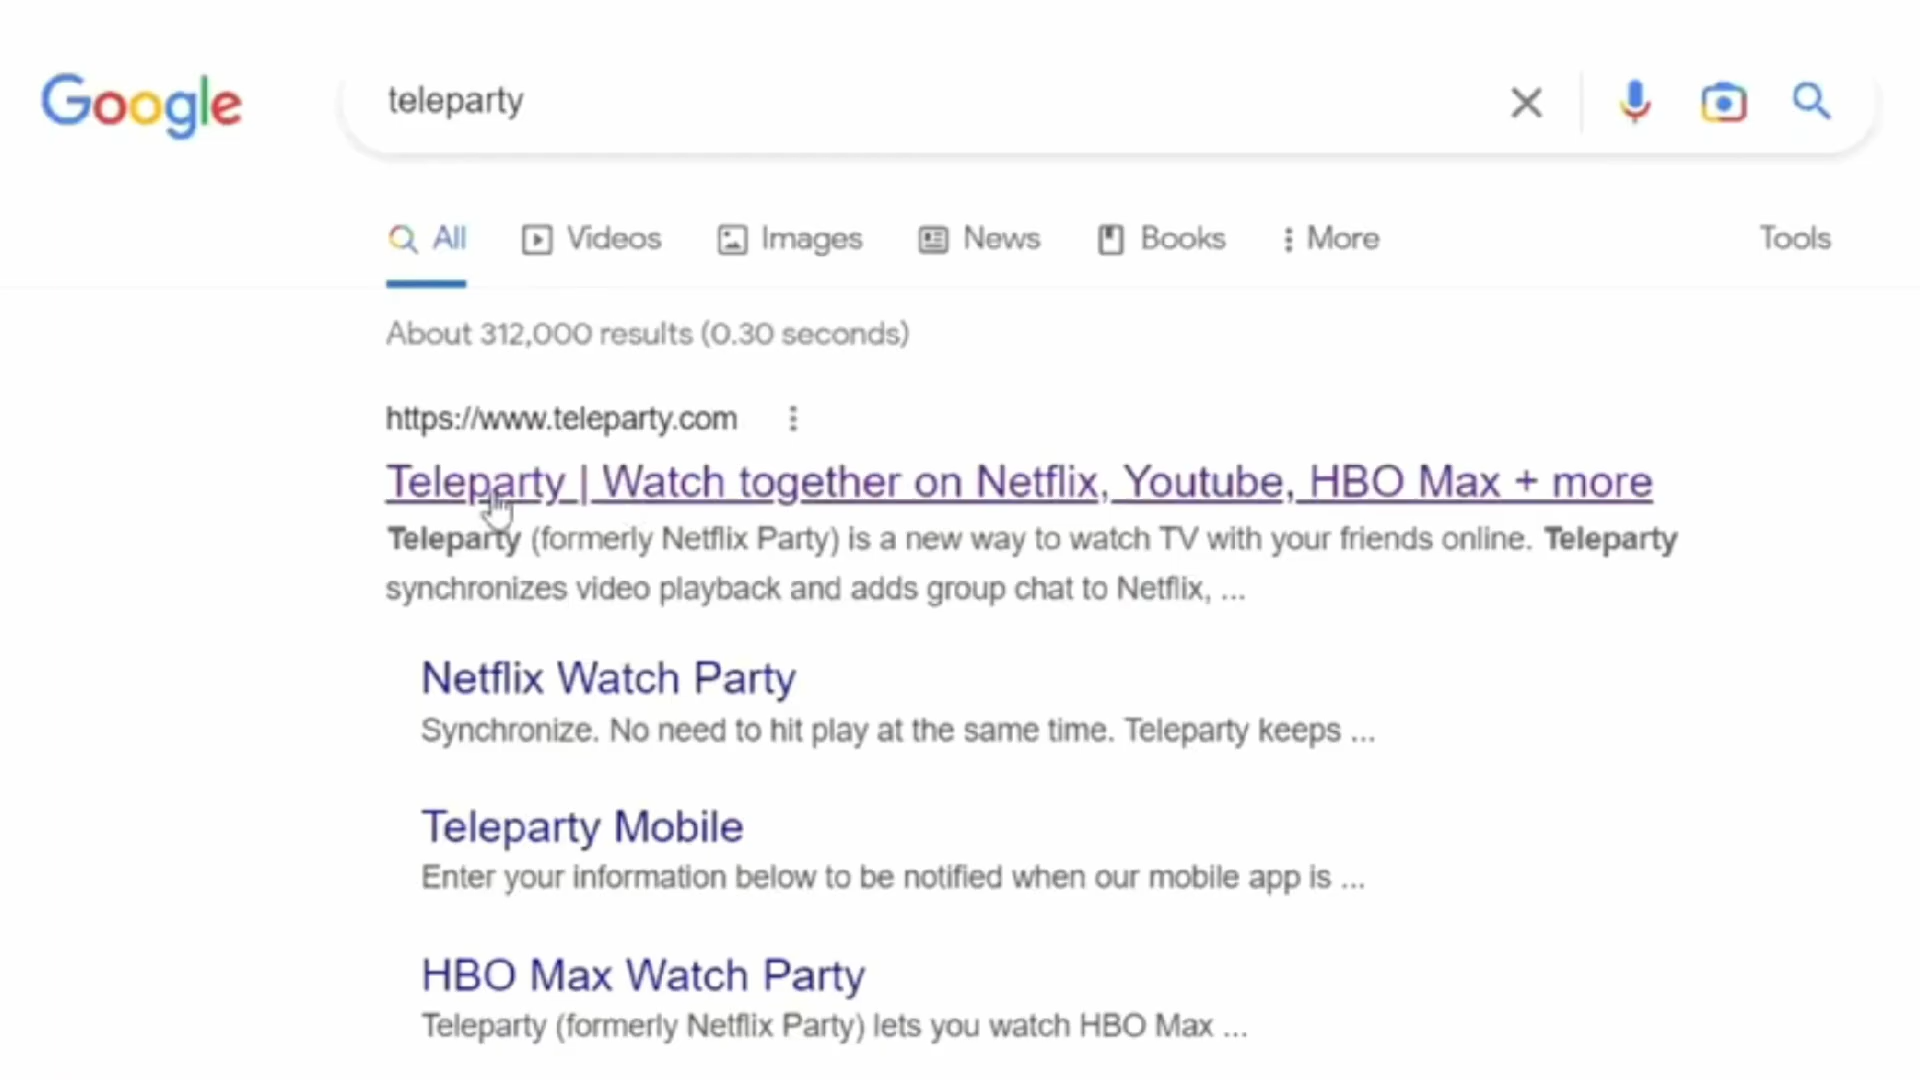 Google
teleparty
All Videos Images News Books More Tools
About 312,000 results (0.30 seconds)
https://www.teleparty.com
Teleparty | Watch together on Netflix, Youtube, HBO Max + more
Teleparty (formerly Netflix Party) is a new way to watch TV with your friends online. Teleparty
synchronizes video playback and adds group chat to Netflix, ...
Netflix Watch Party
Synchronize. No need to hit play at the same time. Teleparty keeps ...
Teleparty Mobile
Enter your information below to be notified when our mobile app is ...
HBO Max Watch Party
Teleparty (formerly Netflix Party) lets you watch HBO Max ...